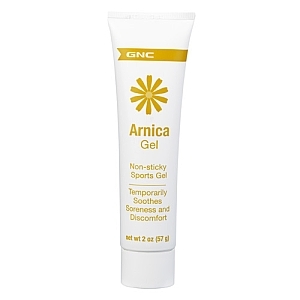 GNC
Arnica
Gel
Non-sticky
Sports Gel
Temporarily
Soothes
Soreness and
Discomfort
net wt 2 oz (57 g)